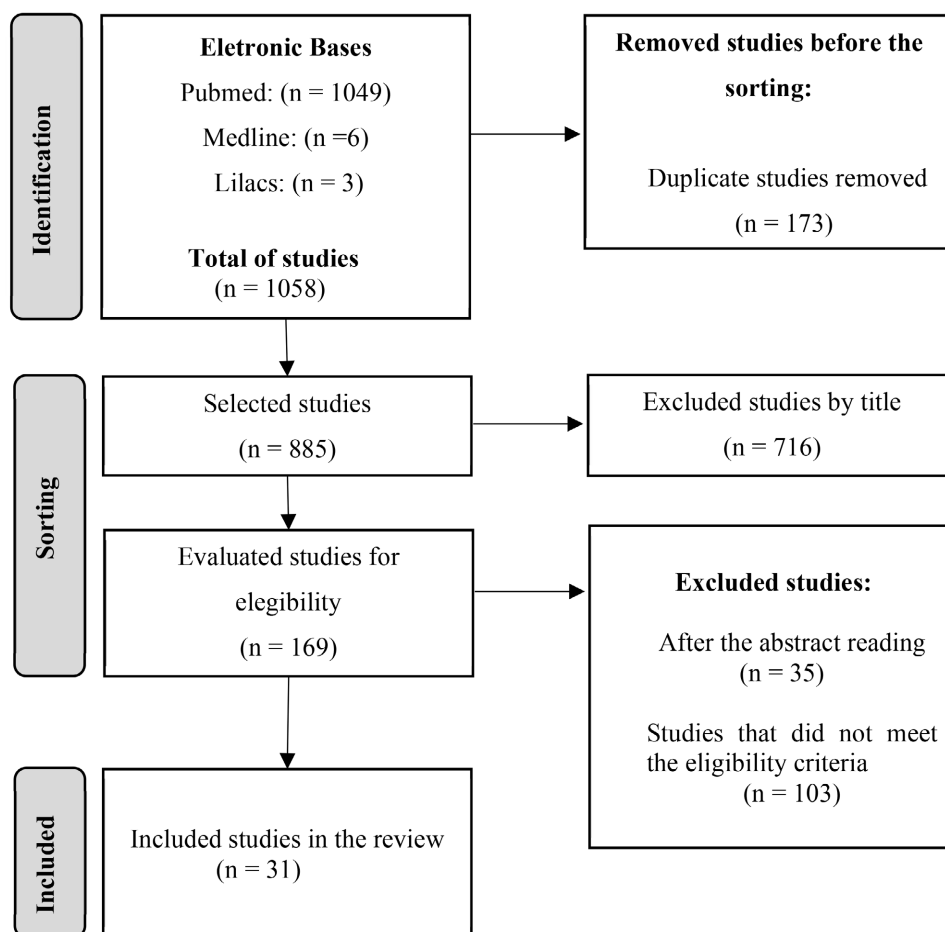 Identification
Eletronic Bases
Pubmed: (n = 1049)
Medline: (n =6)
Lilacs: (n = 3)
Total of studies
(n = 1058)
Removed studies before the
sorting:
Duplicate studies removed
(n = 173)
Sorting
Selected studies
(n = 885)
Excluded studies by title
(n = 716)
Evaluated studies for
elegibility
(n = 169)
Excluded studies:
After the abstract reading
(n = 35)
Studies that did not meet
the eligibility criteria
(n = 103)
Included
Included studies in the review
(n = 31)